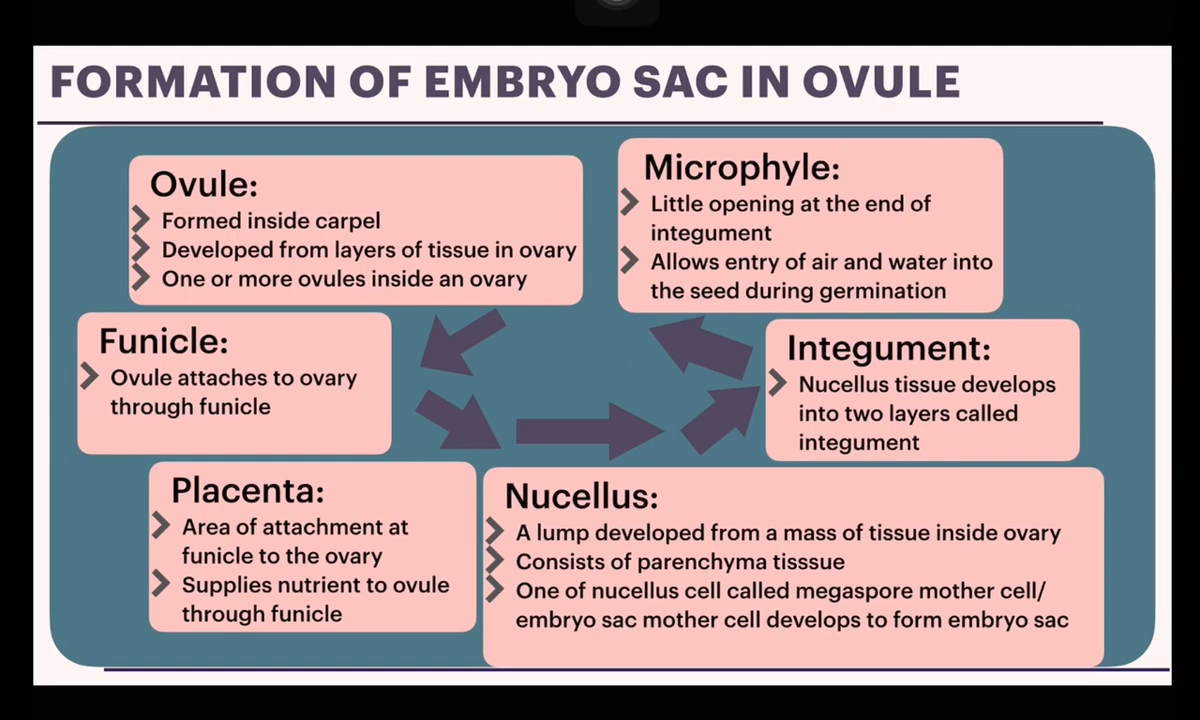 FORMATION OF EMBRYO SAC IN OVULE
Ovule:
Formed inside carpel
Developed from layers of tissue in ovary
One or more ovules inside an ovary
Funicle:
Ovule attaches to ovary
through funicle
Placenta:
Area of attachment at
funicle to the ovary
Supplies nutrient to ovule
through funicle
Nucellus:
A lump developed from a mass of tissue inside ovary
Consists of parenchyma tisssue
One of nucellus cell called megaspore mother cell/
embryo sac mother cell develops to form embryo sac
Integument:
Nucellus tissue develops
into two layers called
integument
Microphyle:
Little opening at the end of
integument
Allows entry of air and water into
the seed during germination